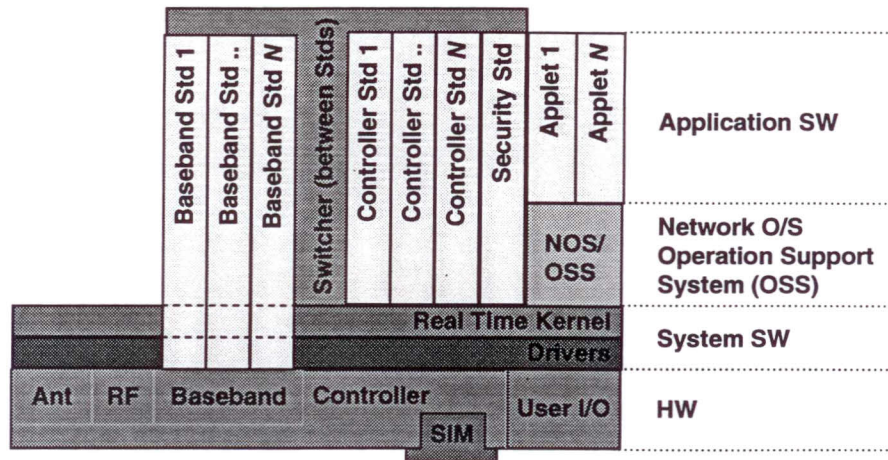 Baseband Std 1
Baseband Std ..
Baseband Std N
Switcher (between Stds)
Controller Std 1
Controller Std ..
Controller Std N
Security Std
Applet 1
Applet N
Application SW
NOS/
OSS
Network O/S
Operation Support
System (OSS)
Real Time Kernel
Drivers
System SW
Ant
RF
Baseband
Controller
User I/O
SIM
HW